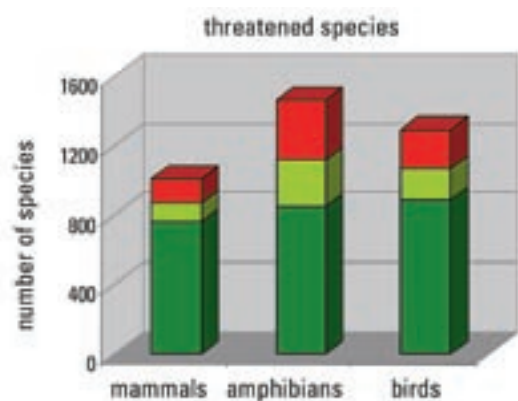 threatened species
number of species
1600
1200
800
400
0
mammals amphibians birds